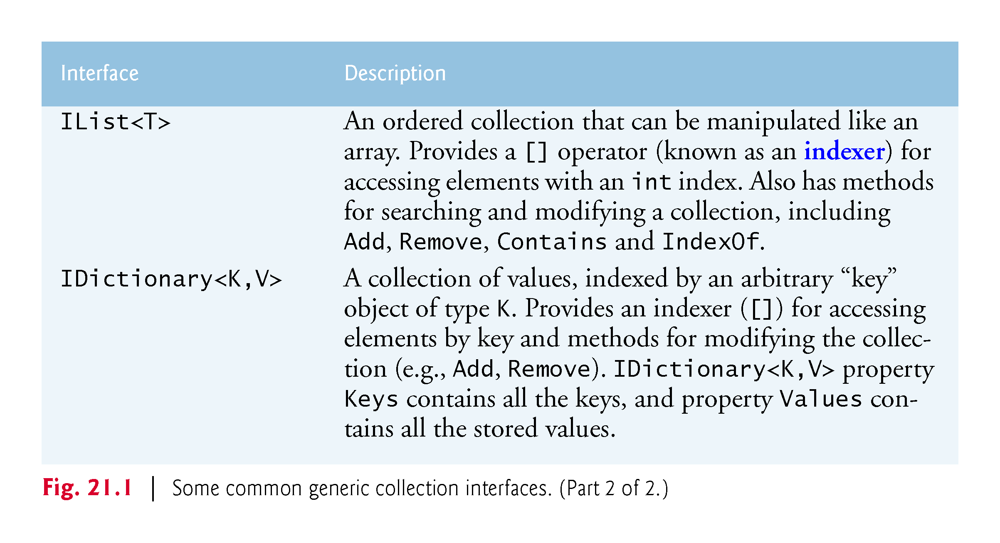 Interface Description
IList<T> An ordered collection that can be manipulated like an
array. Provides a [] operator (known as an indexer) for
accessing elements with an int index. Also has methods
for searching and modifying a collection, including
Add, Remove, Contains and IndexOf.
IDictionary<K,V> A collection of values, indexed by an arbitrary “key”
object of type K. Provides an indexer ([]) for accessing
elements by key and methods for modifying the collec-
tion (e.g., Add, Remove). IDictionary<K,V> property
Keys contains all the keys, and property Values con-
tains all the stored values.
Fig. 21.1 | Some common generic collection interfaces. (Part 2 of 2.)